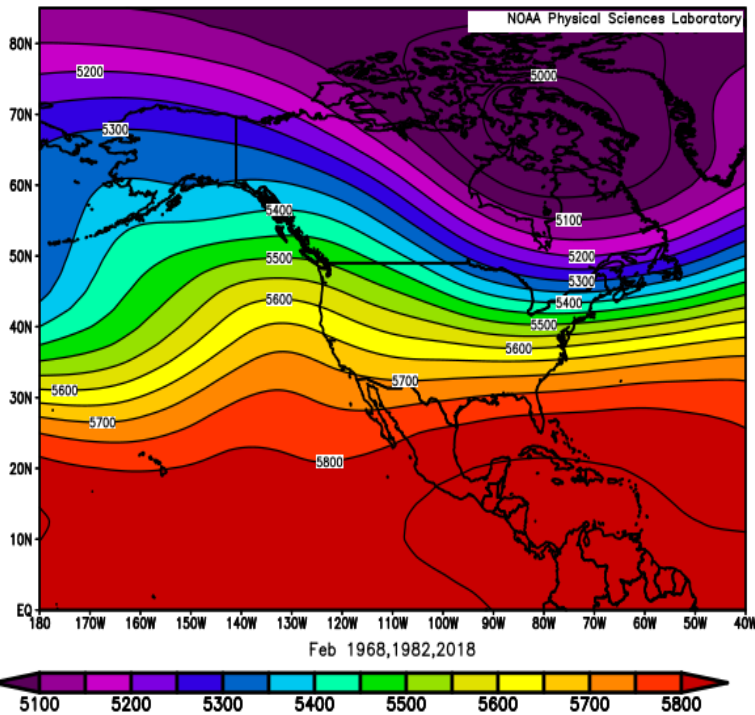 NOAA Physical Sciences Laboratory
80N
5200
5000
70N
5300
60N
5400
5100
50N
5500
5200
5300
5600
5400
40N
5500
5600
5700
5600
30N
5700
5800
20N
10N
EQ
180 170W 160W 150W 140W 130W 120W 110W 100W 90W 80W 70W 60W 50W 40W
Feb 1968,1982,2018
5100 5200 5300 5400 5500 5600 5700 5800